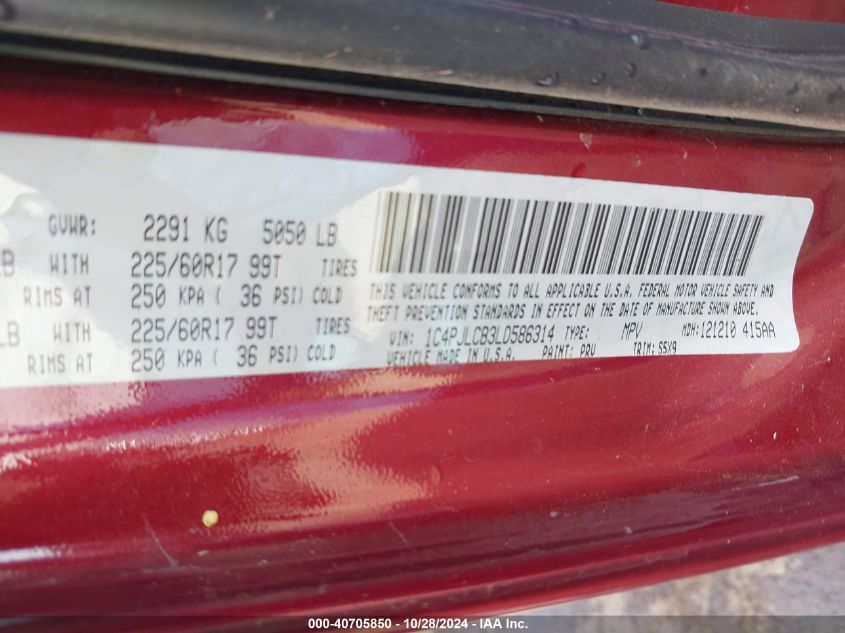 GVWR: 2291 KG 5050 LB
LB WITH 225/60R17 99T TIRES
RIMS AT 250 KPA ( 36 PSI) COLD
LB WITH 225/60R17 99T TIRES
RIMS AT 250 KPA ( 36 PSI) COLD
THIS VEHICLE CONFORMS TO ALL APPLICABLE U.S.A. FEDERAL MOTOR VEHICLE SAFETY AND
THEFT PREVENTION STANDARDS IN EFFECT ON THE DATE OF MANUFACTURE SHOWN ABOVE.
VIN: 1C4PJLCB3LD586314 TYPE: MPV MDH:121210 415AA
VEHICLE MADE IN U.S.A. PAINT: PRV TRIM: S5X9
000-40705850 - 10/28/2024 - IAA Inc.